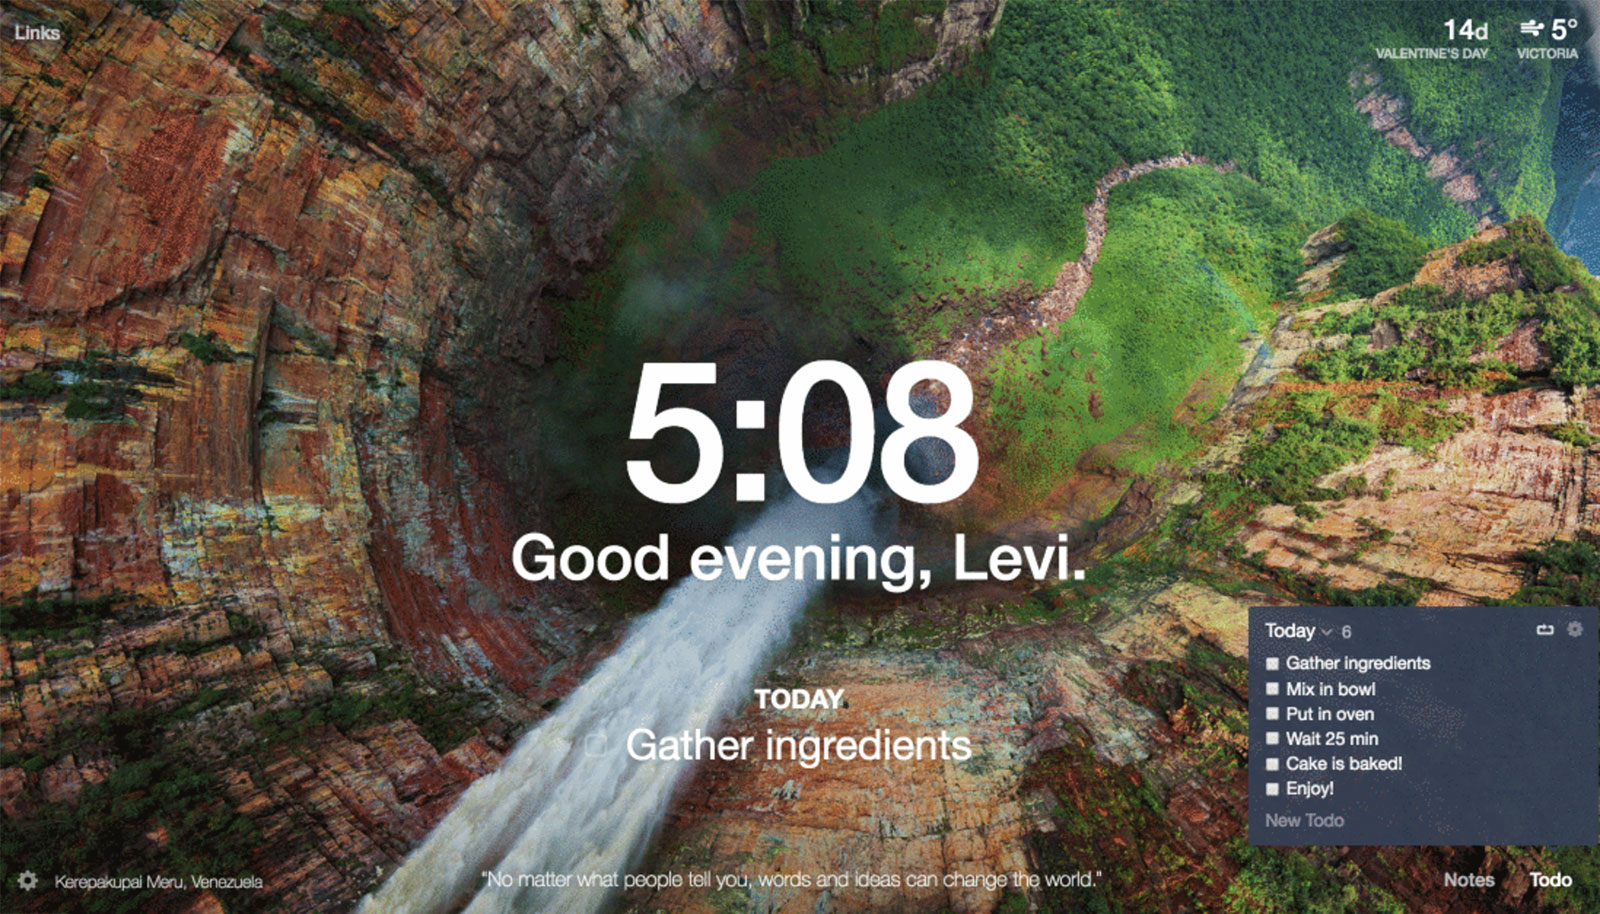 Links
14d
VALENTINE'S DAY
5°
VICTORIA
5:08
Good evening, Levi.
TODAY
Gather ingredients
Today 6
Gather ingredients
Mix in bowl
Put in oven
Wait 25 min
Cake is baked!
Enjoy!
New Todo
Kerepakupai Meru, Venezuela
"No matter what people tell you, words and ideas can change the world."
Notes
Todo